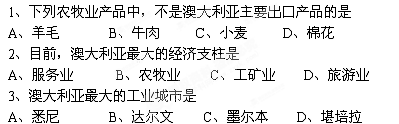 1、下列农牧业产品中，不是澳大利亚主要出口产品的是
A、羊毛 B、牛肉 C、小麦 D、棉花
2、目前，澳大利亚最大的经济支柱是
A、服务业 B、农牧业 C、工矿业 D、旅游业
3、澳大利亚最大的工业城市是
A、悉尼 B、达尔文 C、墨尔本 D、堪培拉